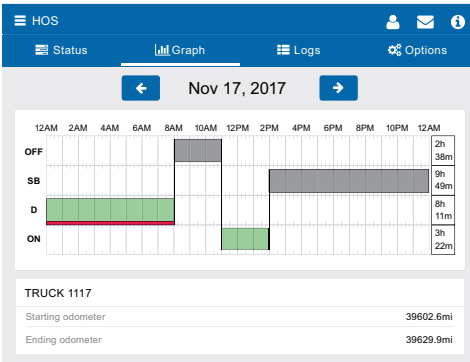 HOS
Status Graph Logs Options
Nov 17, 2017
12AM 2AM 4AM 6AM 8AM 10AM 12PM 2PM 4PM 6PM 8PM 10PM 12AM
OFF 2h 38m
SB 9h 49m
D 8h 11m
ON 3h 22m
TRUCK 1117
Starting odometer 39602.6mi
Ending odometer 39629.9mi